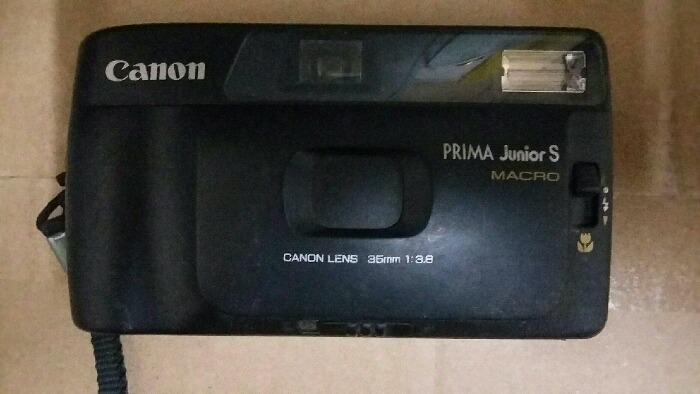 Canon
PRIMA Junior S
MACRO
CANON LENS 35mm 1:3.8